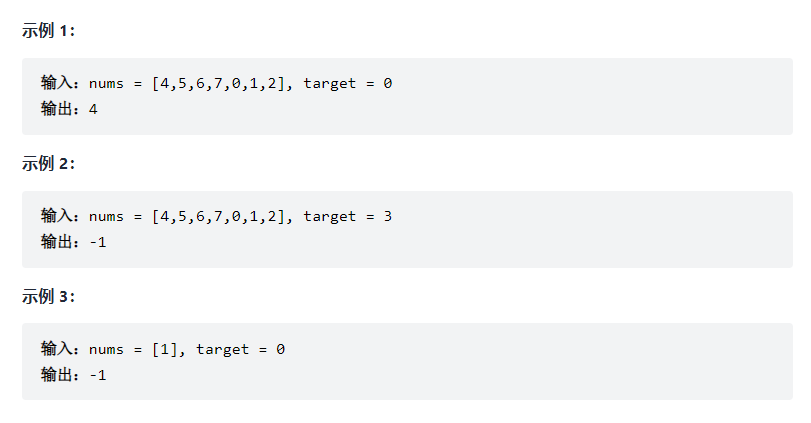 示例 1：
输入：nums = [4,5,6,7,0,1,2], target = 0
输出：4
示例 2：
输入：nums = [4,5,6,7,0,1,2], target = 3
输出：-1
示例 3：
输入：nums = [1], target = 0
输出：-1